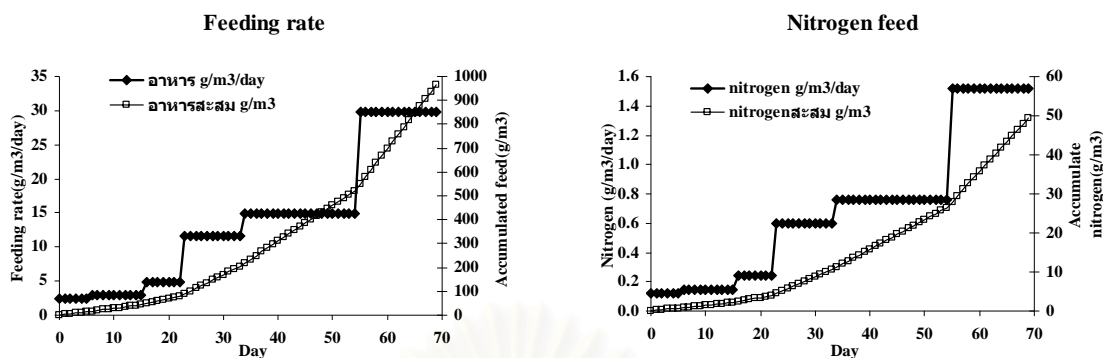 Feeding rate
อาหาร g/m3/day
อาหารสะสม g/m3
Feeding rate(g/m3/day)
35
30
25
20
15
10
5
0
Accumulated feed(g/m3)
1000
900
800
700
600
500
400
300
200
100
0
0 10 20 30 40 50 60 70
Day
Nitrogen feed
nitrogen g/m3/day
nitrogenสะสม g/m3
Nitrogen (g/m3/day)
1.6
1.4
1.2
1.0
0.8
0.6
0.4
0.2
0.0
Accumulate
nitrogen(g/m3)
60
50
40
30
20
10
0
0 10 20 30 40 50 60 70
Day